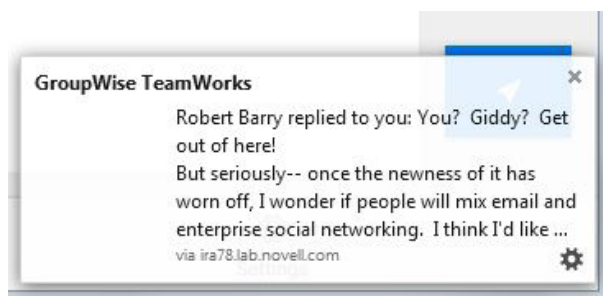 GroupWise TeamWorks
Robert Barry replied to you: You?  Giddy?  Get
out of here!
But seriously-- once the newness of it has
worn off, I wonder if people will mix email and
enterprise social networking.  I think I'd like ...
via ira78.lab.novell.com
Settings